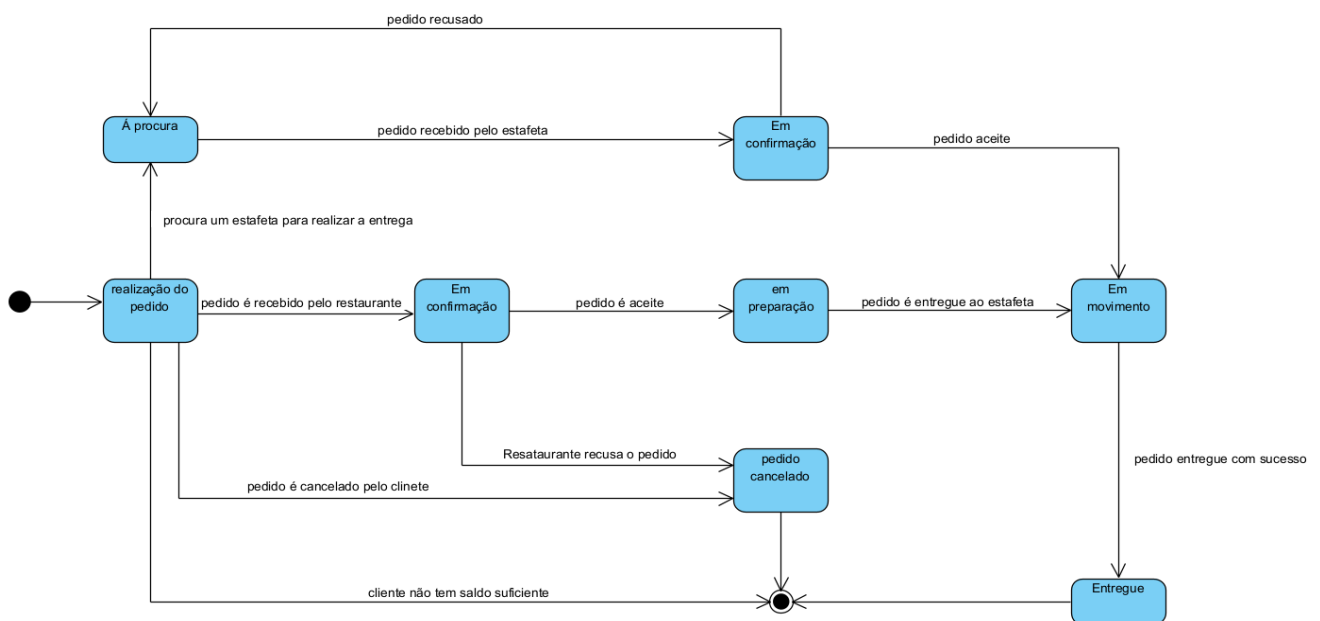 pedido recusado
Á procura
pedido recebido pelo estafeta
Em
confirmação
pedido aceite
procura um estafeta para realizar a entrega
realização do
pedido
pedido é recebido pelo restaurante
Em
confirmação
pedido é aceite
em
preparação
pedido é entregue ao estafeta
Em
movimento
Resataurante recusa o pedido
pedido
cancelado
pedido entregue com sucesso
pedido é cancelado pelo clinete
cliente não tem saldo suficiente
Entregue